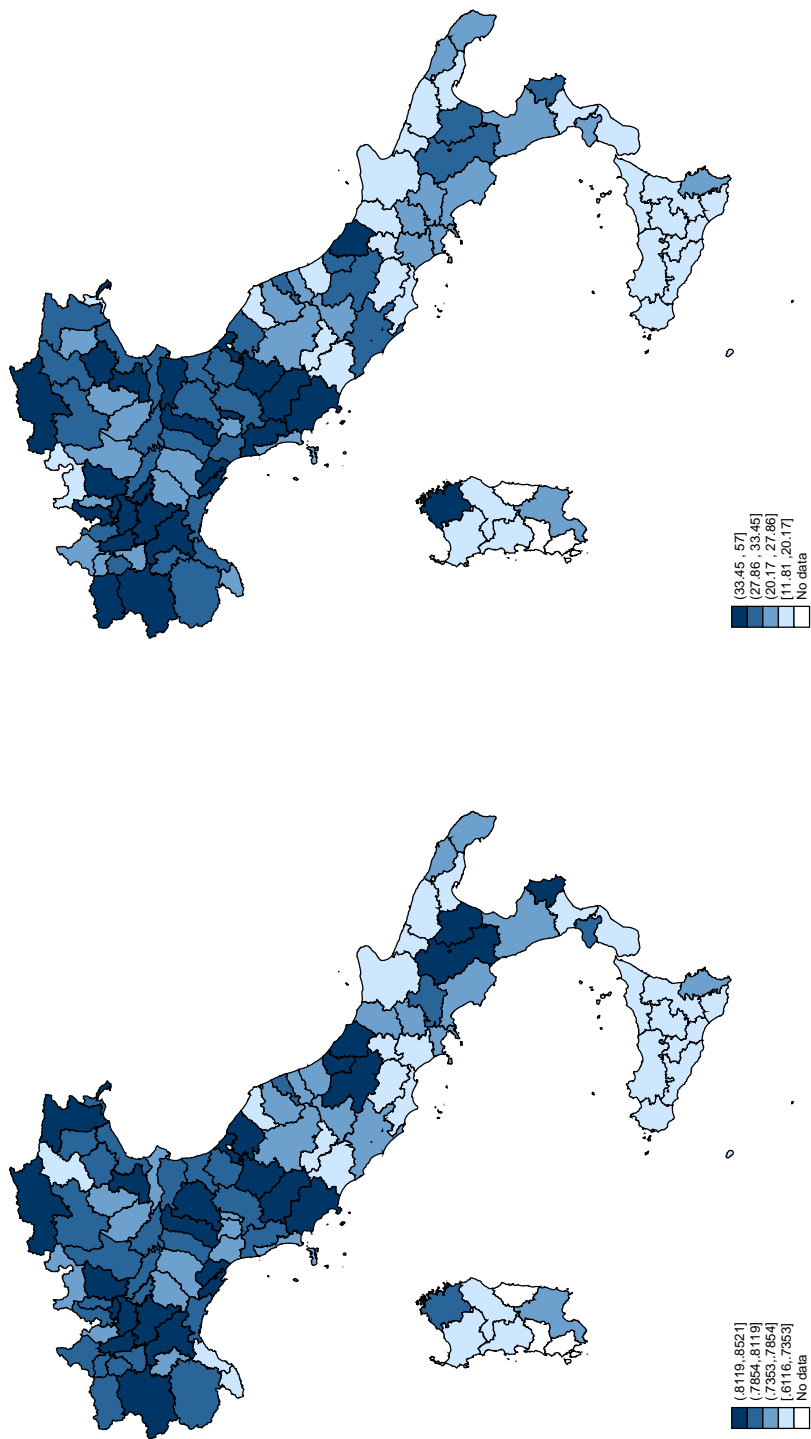 (.8119,.8521]
(.7854,.8119]
(.7353,.7854]
[.6116,.7353]
No data
(33.45 , 57]
(27.86 , 33.45]
(20.17 , 27.86]
[11.81 ,20.17]
No data